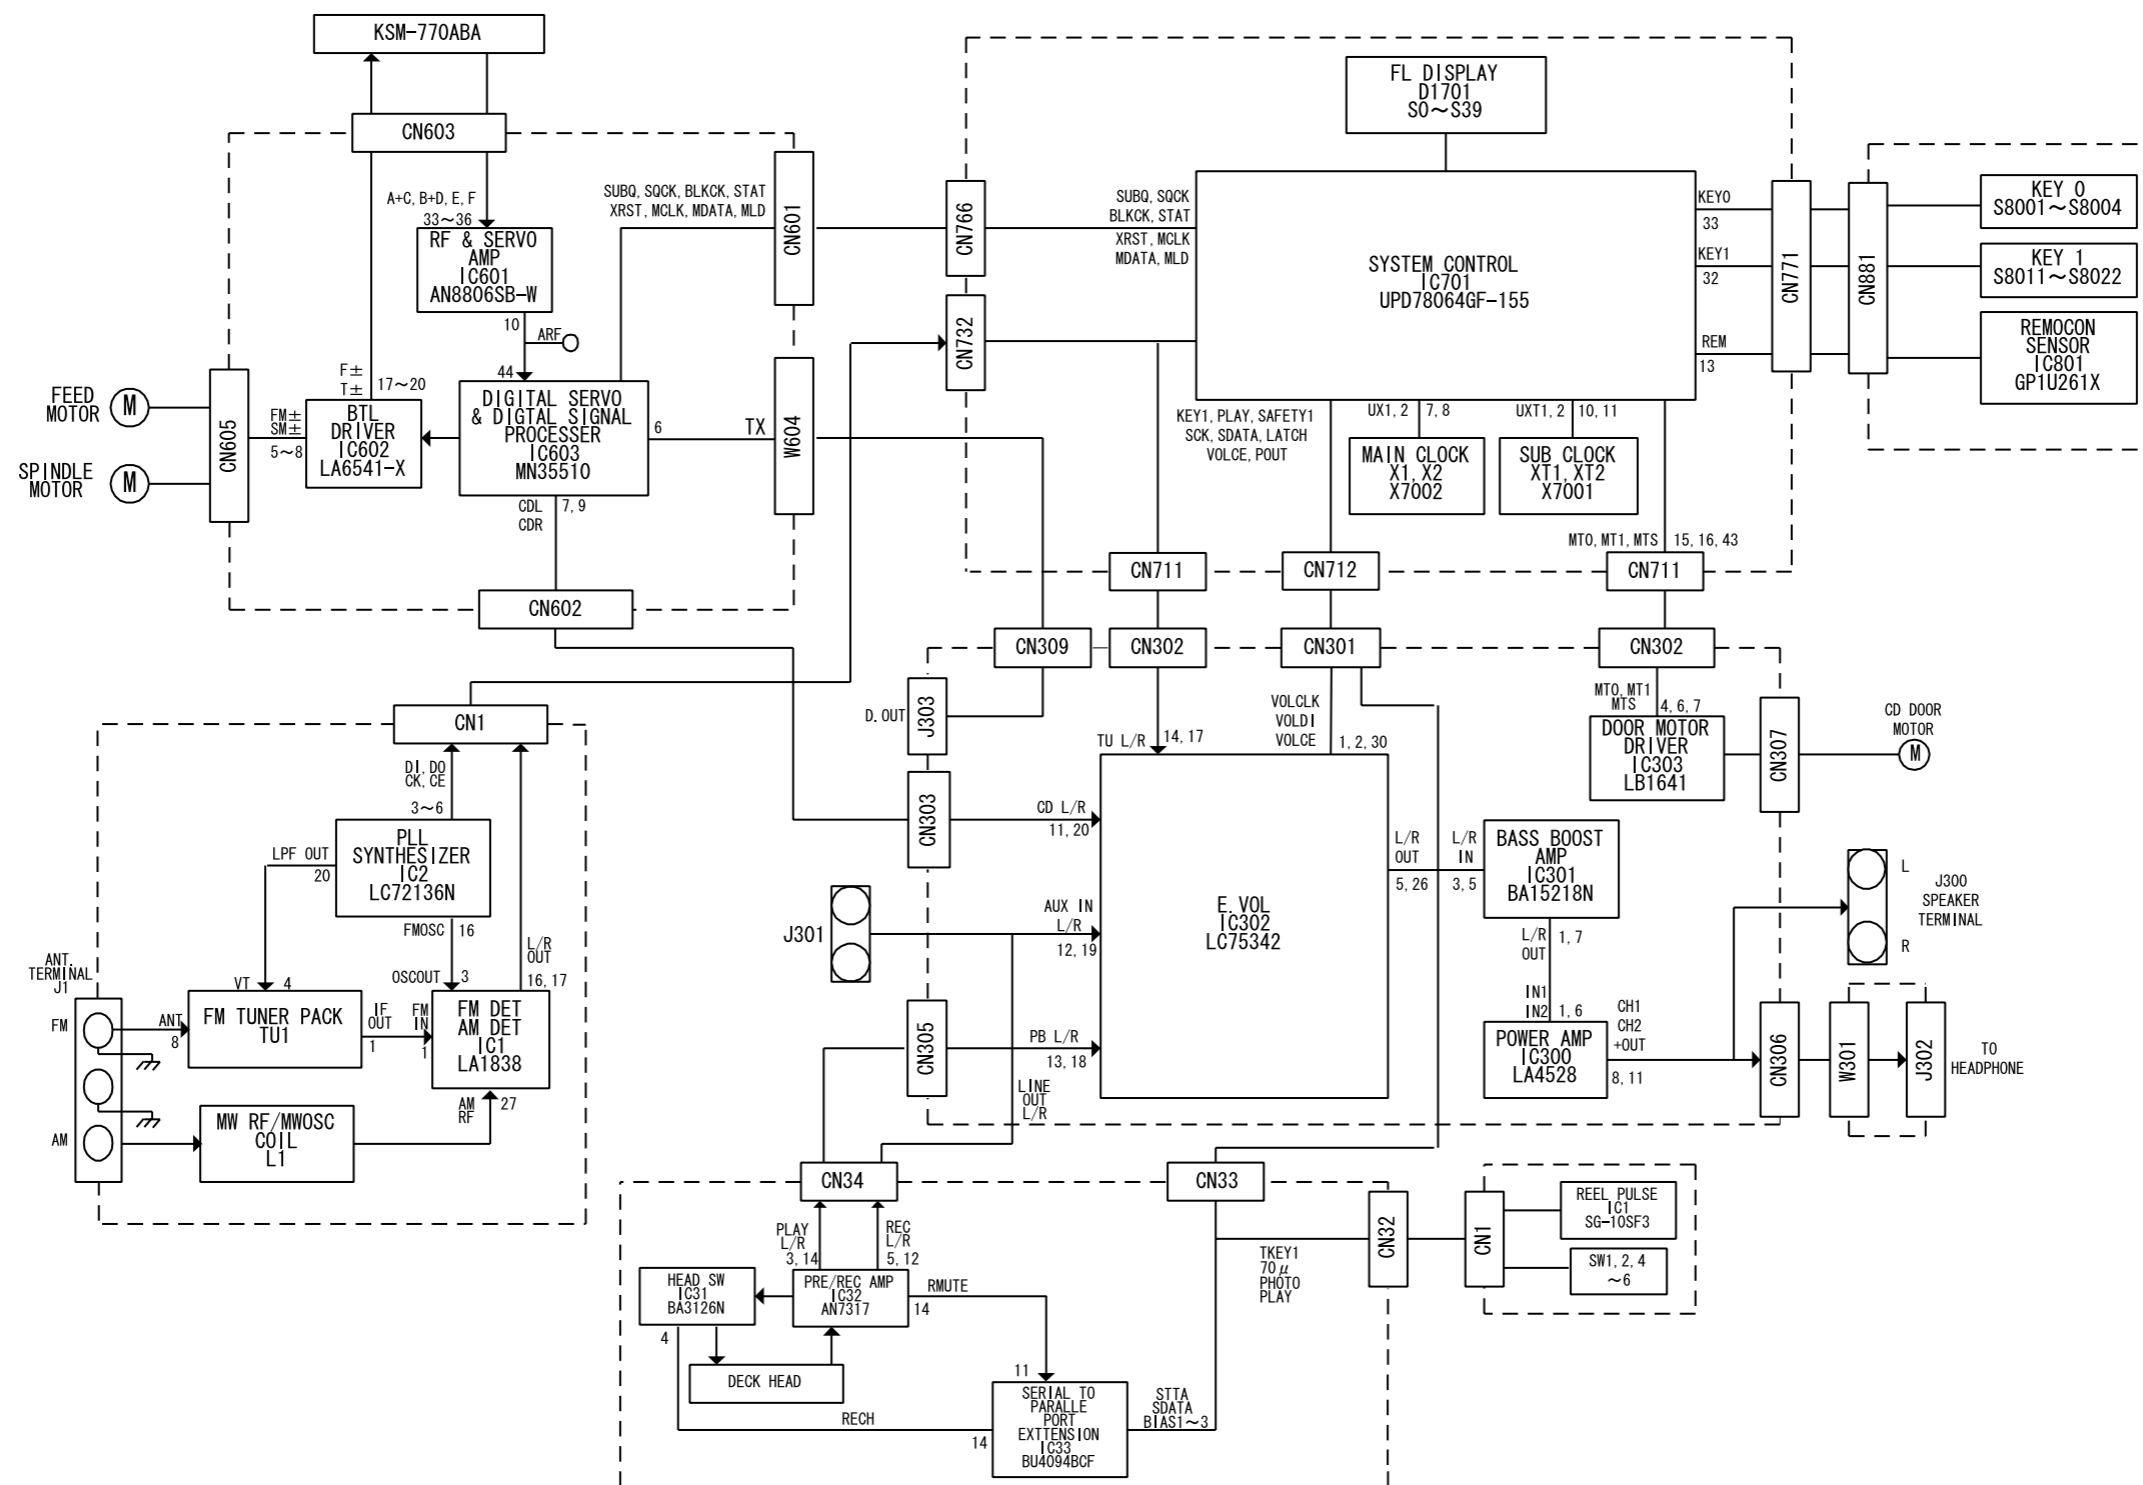 KSM-770ABA
CN603
A+C, B+D, E, F
33～36
RF & SERVO
AMP
IC601
AN8806SB-W
10
ARF
44
DIGITAL SERVO
& DIGTAL SIGNAL
PROCESSER
IC603
MN35510
F±
T±
17～20
BTL
DRIVER
IC602
LA6541-X
FM±
SM±
5～8
CN605
FEED
MOTOR
M
SPINDLE
MOTOR
M
SUBQ, SQCK, BLKCK, STAT
XRST, MCLK, MDATA, MLD
CN601
6
TX
W604
CDL
CDR
7, 9
CN602
FL DISPLAY
D1701
S0～S39
CN766
SUBQ, SQCK
BLKCK, STAT
XRST, MCLK
MDATA, MLD
CN732
SYSTEM CONTROL
IC701
UPD78064GF-155
KEY0
33
KEY1
32
REM
13
CN771
CN881
KEY 0
S8001～S8004
KEY 1
S8011～S8022
REMOCON
SENSOR
IC801
GP1U261X
KEY1, PLAY, SAFETY1
SCK, SDATA, LATCH
VOLCE, POUT
UX1, 2
7, 8
MAIN CLOCK
X1, X2
X7002
UXT1, 2
10, 11
SUB CLOCK
XT1, XT2
X7001
MT0, MT1, MTS
15, 16, 43
CN711
CN712
CN711
CN309
CN302
CN301
CN302
J303
D.OUT
TU L/R
14, 17
VOLCLK
VOLDI
VOLCE
1, 2, 30
MT0, MT1
MTS
4, 6, 7
DOOR MOTOR
DRIVER
IC303
LB1641
CN307
CD DOOR
MOTOR
M
CN303
CD L/R
11, 20
J301
AUX IN
L/R
12, 19
CN305
PB L/R
13, 18
LINE
OUT
L/R
E.VOL
IC302
LC75342
L/R
OUT
5, 26
L/R
IN
3, 5
BASS BOOST
AMP
IC301
BA15218N
L/R
OUT
1, 7
IN1
IN2
1, 6
POWER AMP
IC300
LA4528
CH1
CH2
+OUT
8, 11
CN306
L
R
J300
SPEAKER
TERMINAL
W301
J302
TO
HEADPHONE
CN1
DI, DO
CK, CE
3～6
PLL
SYNTHESIZER
IC2
LC72136N
LPF OUT
20
FMOSC
16
L/R
OUT
16, 17
OSCOUT
3
ANT.
TERMINAL
J1
FM
AM
ANT
8
VT
4
FM TUNER PACK
TU1
IF
OUT
1
FM
IN
1
FM DET
AM DET
IC1
LA1838
MW RF/MWOSC
COIL
L1
AM
RF
27
CN34
CN33
PLAY
L/R
3, 14
REC
L/R
5, 12
HEAD SW
IC31
BA3126N
4
PRE/REC AMP
IC32
AN7317
RMUTE
14
DECK HEAD
RECH
14
11
SERIAL TO
PARALLE
PORT
EXTTENSION
IC33
BU4094BCF
STTA
SDATA
BIAS1～3
TKEY1
70μ
PHOTO
PLAY
CN32
CN1
REEL PULSE
IC1
SG-10SF3
SW1, 2, 4
～6